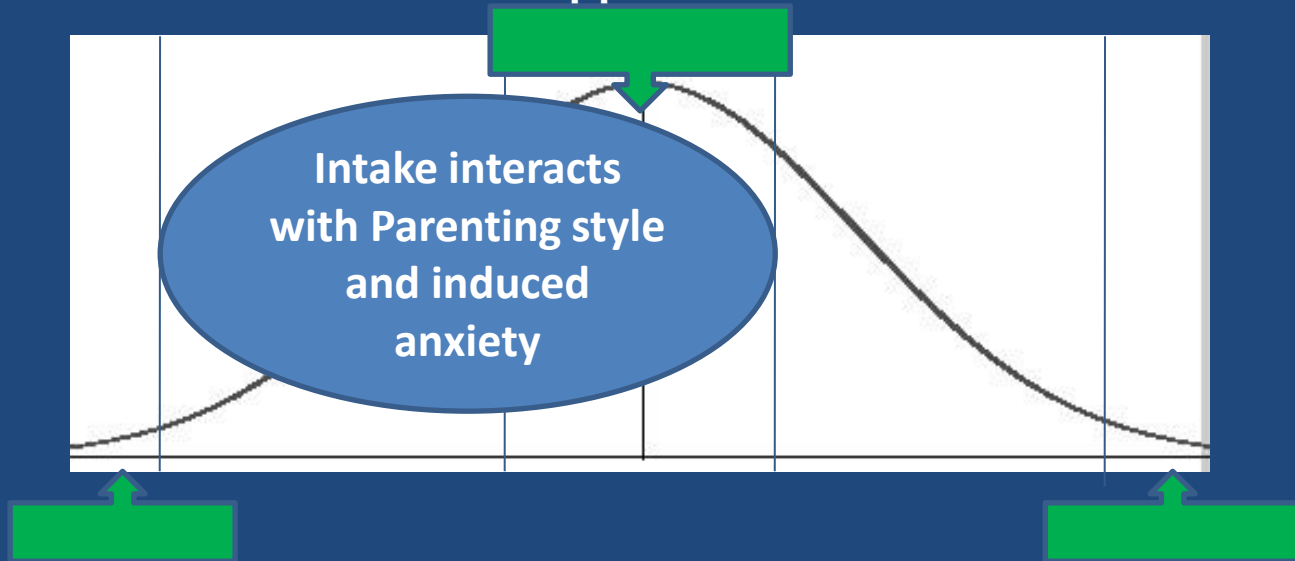 Intake interacts
with Parenting style
and induced
anxiety